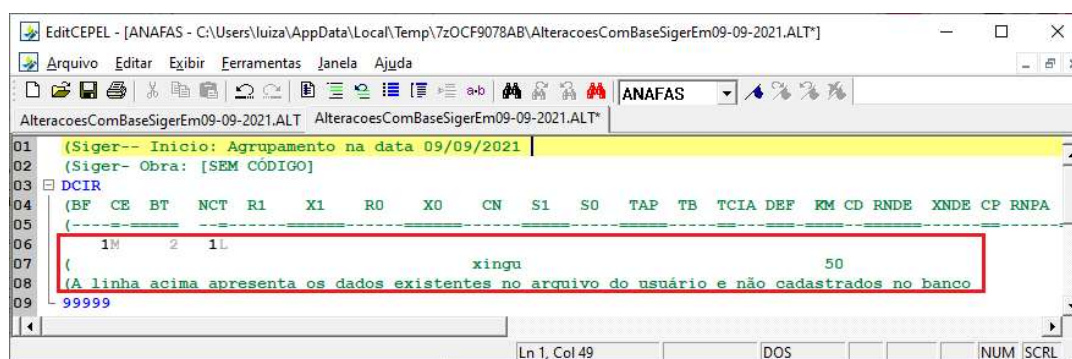 EditCEPEL - [ANAFAS - C:\Users\luiza\AppData\Local\Temp\7zOCF9078AB\AlteracoesComBaseSigerEm09-09-2021.ALT*]
Arquivo Editar Exibir Ferramentas Janela Ajuda
ANAFAS
AlteracoesComBaseSigerEm09-09-2021.ALT AlteracoesComBaseSigerEm09-09-2021.ALT*
01 (Siger-- Inicio: Agrupamento na data 09/09/2021
02 (Siger- Obra: [SEM CÓDIGO]
03 DCIR
04 (BF CE BT NCT R1 X1 R0 X0 CN S1 S0 TAP TB TCIA DEF KM CD RNDE XNDE CP RNPA
05 (----=-===== --=-----======------======------=====-----=====-----==----===---====--==------======--------
06 1M 2 1L
07 ( xingu 50
08 (A linha acima apresenta os dados existentes no arquivo do usuário e não cadastrados no banco
09 99999
Ln 1, Col 49 DOS NUM SCRL